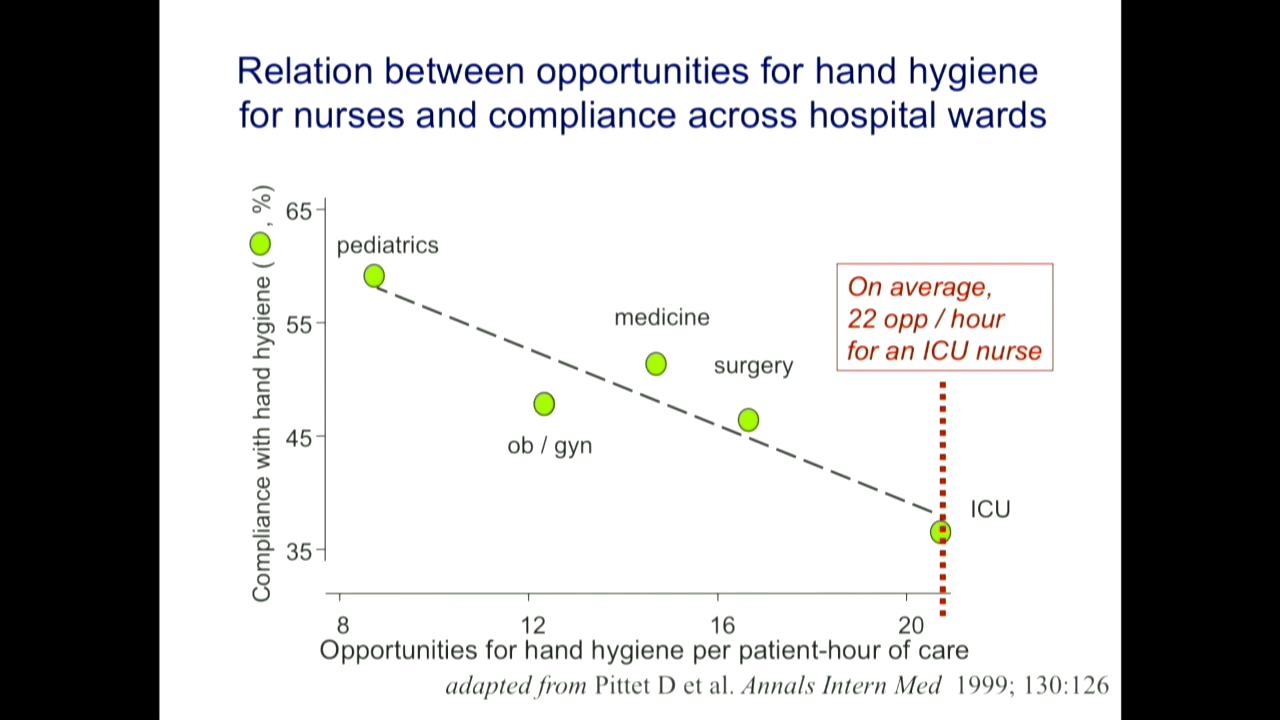 Relation between opportunities for hand hygiene
for nurses and compliance across hospital wards
Compliance with hand hygiene ( , %)
65
55
45
35
pediatrics
medicine
surgery
ob / gyn
ICU
On average,
22 opp / hour
for an ICU nurse
8 12 16 20
Opportunities for hand hygiene per patient-hour of care
adapted from Pittet D et al. Annals Intern Med 1999; 130:126